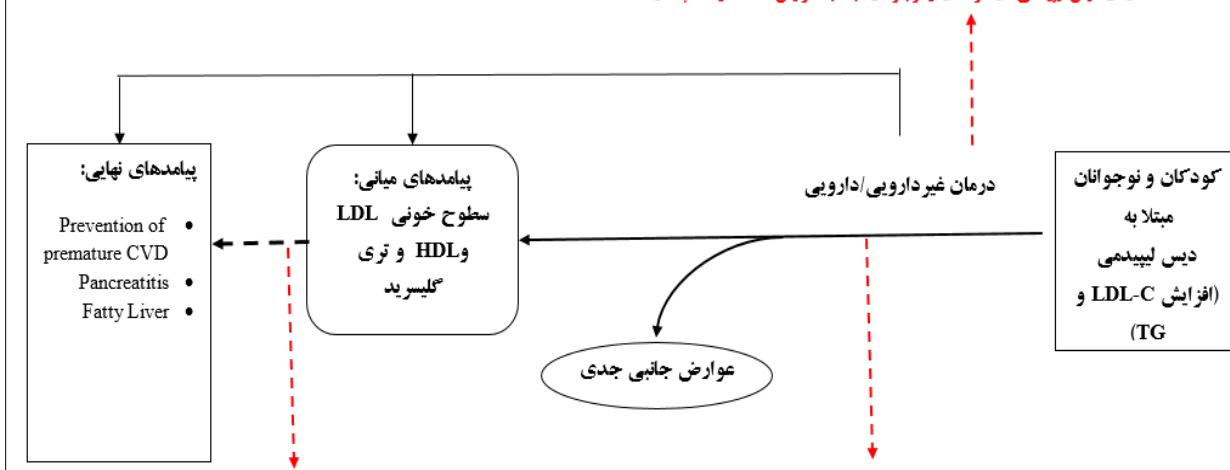 کودکان و نوجوانان
مبتلا به
دیس لیپیدمی
(افزایش LDL-C و
TG)
درمان غیردارویی/دارویی
عوارض جانبی جدی
پیامدهای میانی:
سطوح خونی LDL
وHDL و تری
گلیسرید
پیامدهای نهایی:
• Prevention of
premature CVD
• Pancreatitis
• Fatty Liver